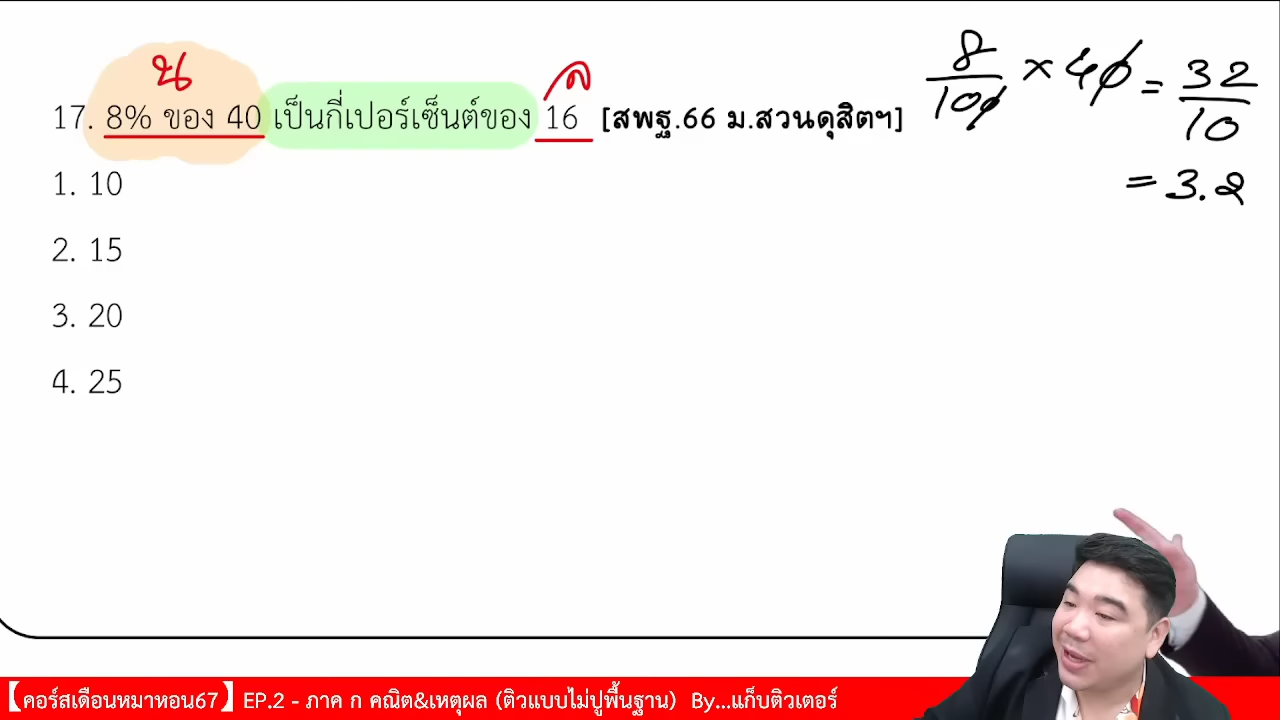 น
ล
17. 8% ของ 40 เป็นกี่เปอร์เซ็นต์ของ 16 [สพฐ.66 ม.สวนดุสิตฯ]
8/100 × 40 = 32/10
= 3.2
1. 10
2. 15
3. 20
4. 25
【คอร์สเดือนหมาหอน67】 EP.2 - ภาค ก คณิต&เหตุผล (ติวแบบไม่ปูพื้นฐาน) By...แก็บติวเตอร์